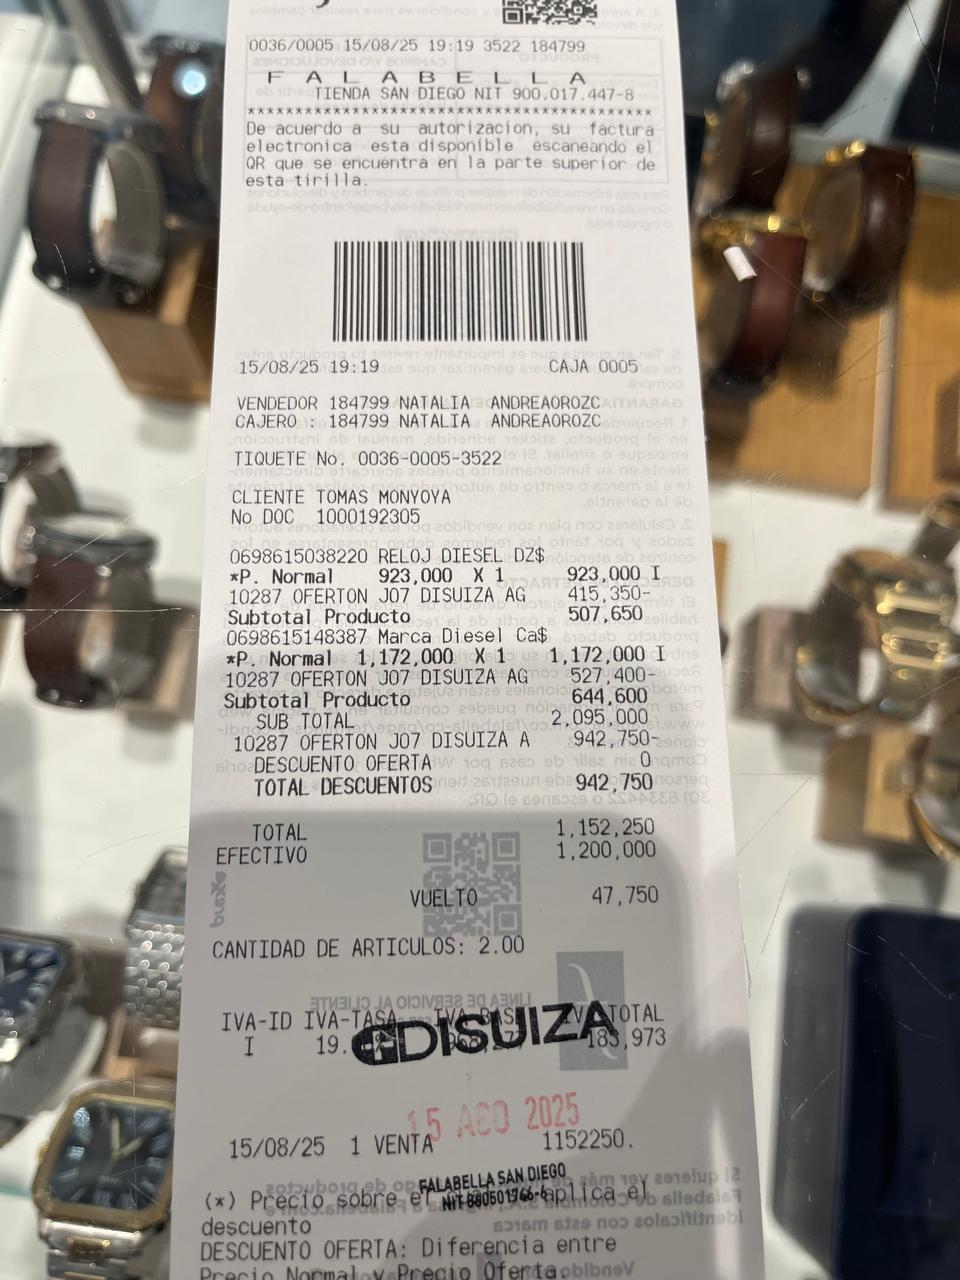 0036/0005 15/08/25 19:19 3522 184799
F A L A B E L L A
TIENDA SAN DIEGO NIT 900.017.447-8
****************************************************
De acuerdo a su autorizacion, su factura
electronica esta disponible escaneando el
QR que se encuentra en la parte superior de
esta tirilla.
15/08/25 19:19 CAJA 0005
VENDEDOR 184799 NATALIA ANDREAOROZC
CAJERO : 184799 NATALIA ANDREAOROZC
TIQUETE No. 0036-0005-3522
CLIENTE TOMAS MONYOYA
No DOC 1000192305
0698615038220 RELOJ DIESEL DZ$
*P. Normal 923,000 X 1 923,000 I
10287 OFERTON JO7 DISUIZA AG 415,350-
Subtotal Producto 507,650
0698615148387 Marca Diesel Ca$
*P. Normal 1,172,000 X 1 1,172,000 I
10287 OFERTON JO7 DISUIZA AG 527,400-
Subtotal Producto 644,600
SUB TOTAL 2,095,000
10287 OFERTON JO7 DISUIZA A 942,750-
DESCUENTO OFERTA 0
TOTAL DESCUENTOS 942,750
TOTAL 1,152,250
EFECTIVO 1,200,000
VUELTO 47,750
CANTIDAD DE ARTICULOS: 2.00
IVA-ID IVA-TASA IVA-BASE IVA TOTAL
I 19. 183,973
DISUIZA
15 AGO 2025
15/08/25 1 VENTA 1152250.
FALABELLA SAN DIEGO
(*) Precio sobre el aplica el
descuento
DESCUENTO OFERTA: Diferencia entre
Precio Normal y Precio Oferta.